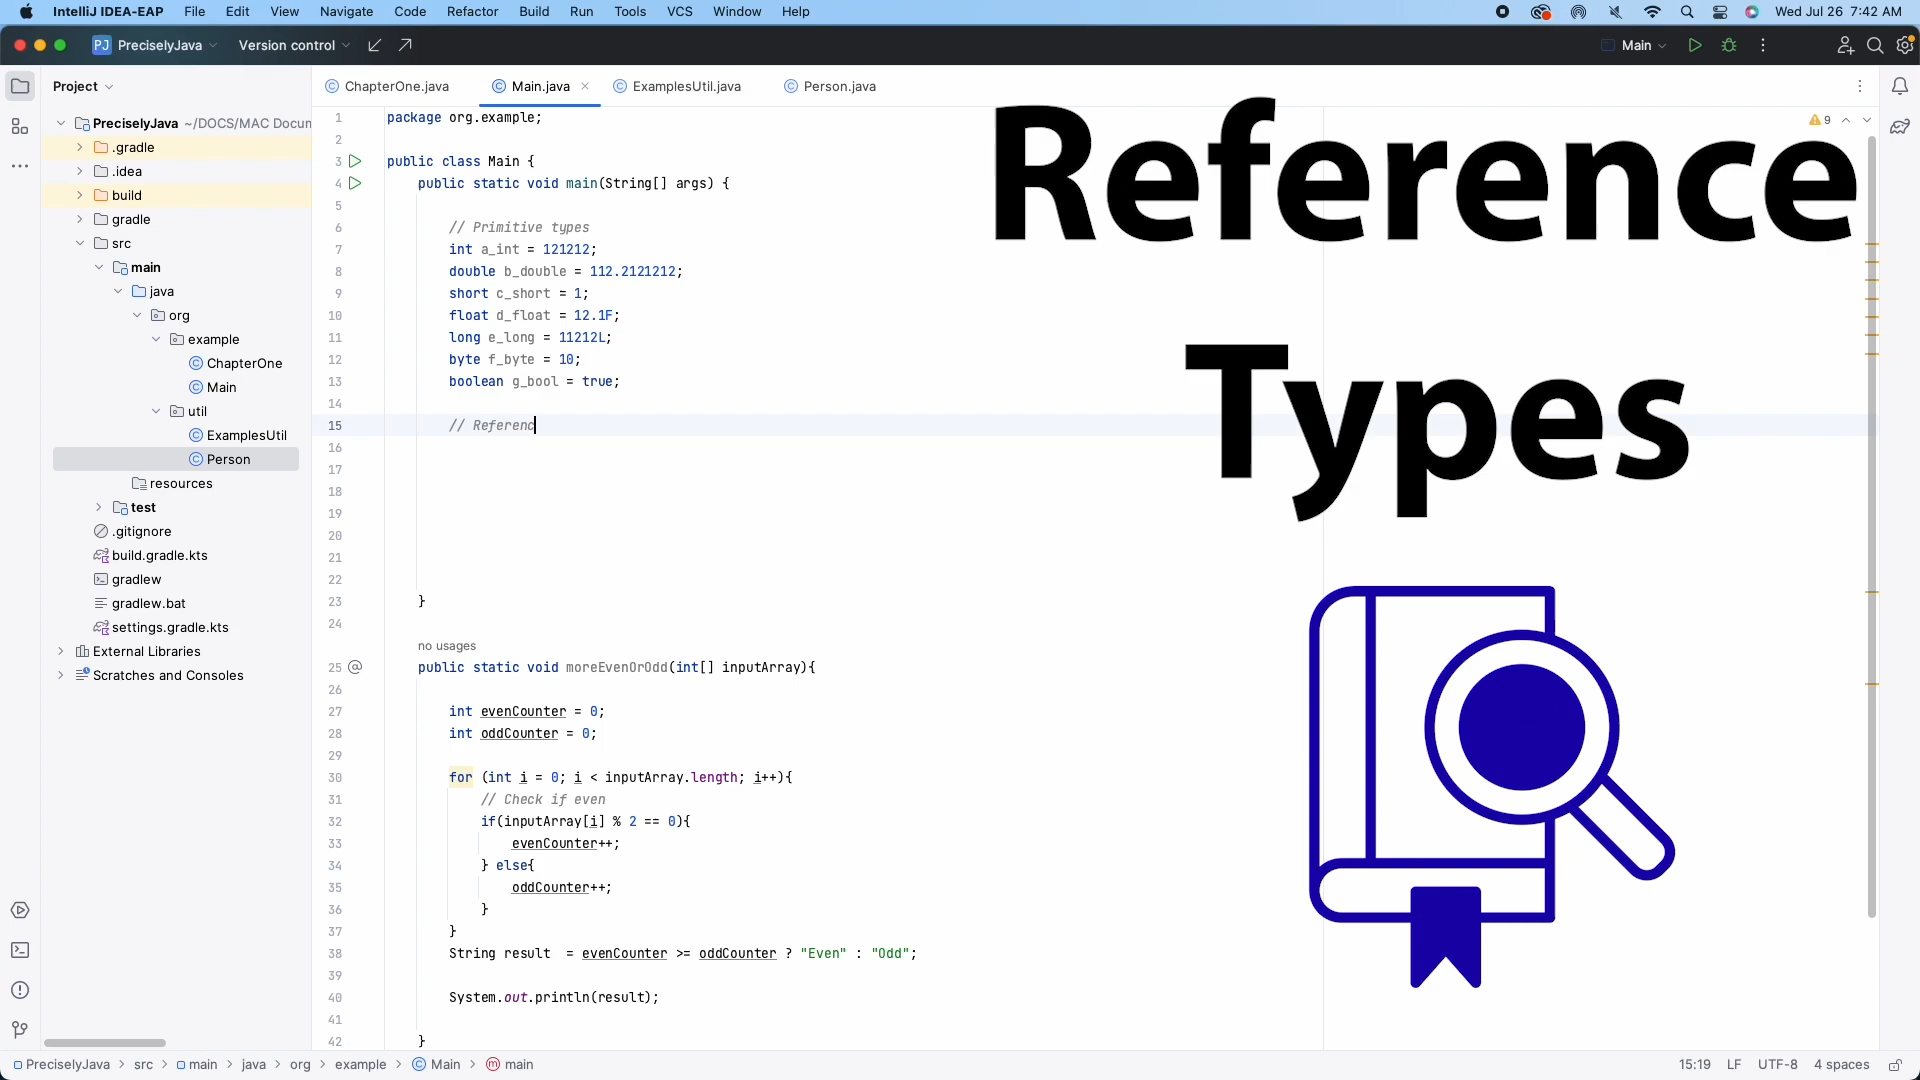 IntelliJ IDEA-EAP File Edit View Navigate Code Refactor Build Run Tools VCS Window Help Wed Jul 26 7:42 AM
PJ PreciselyJava Version control Main
Project
ChapterOne.java Main.java ExamplesUtil.java Person.java
PreciselyJava ~/DOCS/MAC Docum
.gradle
.idea
build
gradle
src
main
java
org
example
ChapterOne
Main
util
ExamplesUtil
Person
resources
test
.gitignore
build.gradle.kts
gradlew
gradlew.bat
settings.gradle.kts
External Libraries
Scratches and Consoles
9
1 package org.example;
2
3 public class Main {
4 public static void main(String[] args) {
5
6 // Primitive types
7 int a_int = 121212;
8 double b_double = 112.2121212;
9 short c_short = 1;
10 float d_float = 12.1F;
11 long e_long = 11212L;
12 byte f_byte = 10;
13 boolean g_bool = true;
14
15 // Referenc
16
17
18
19
20
21
22
23 }
24
no usages
25 @ public static void moreEvenOrOdd(int[] inputArray){
26
27 int evenCounter = 0;
28 int oddCounter = 0;
29
30 for (int i = 0; i < inputArray.length; i++){
31 // Check if even
32 if(inputArray[i] % 2 == 0){
33 evenCounter++;
34 } else{
35 oddCounter++;
36 }
37 }
38 String result = evenCounter >= oddCounter ? "Even" : "Odd";
39
40 System.out.println(result);
41
42 }
Reference
Types
PreciselyJava > src > main > java > org > example > Main > main 15:19 LF UTF-8 4 spaces